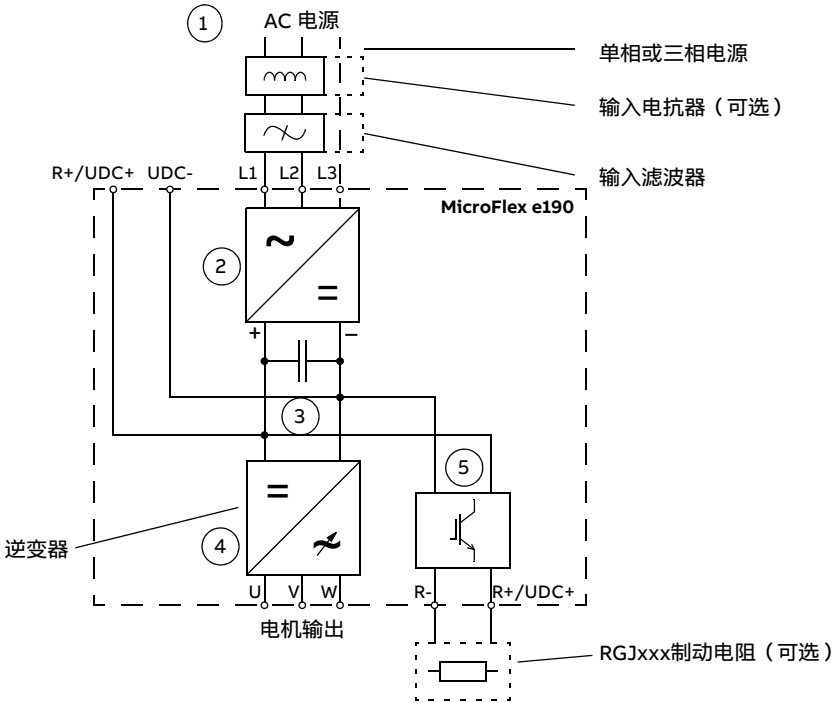 1
AC 电源
单相或三相电源
输入电抗器（可选）
输入滤波器
R+/UDC+ UDC- L1 L2 L3
MicroFlex e190
2
~
=
+ −
3
5
=
逆变器
4
~
U V W R- R+/UDC+
电机输出
RGJxxx制动电阻（可选）